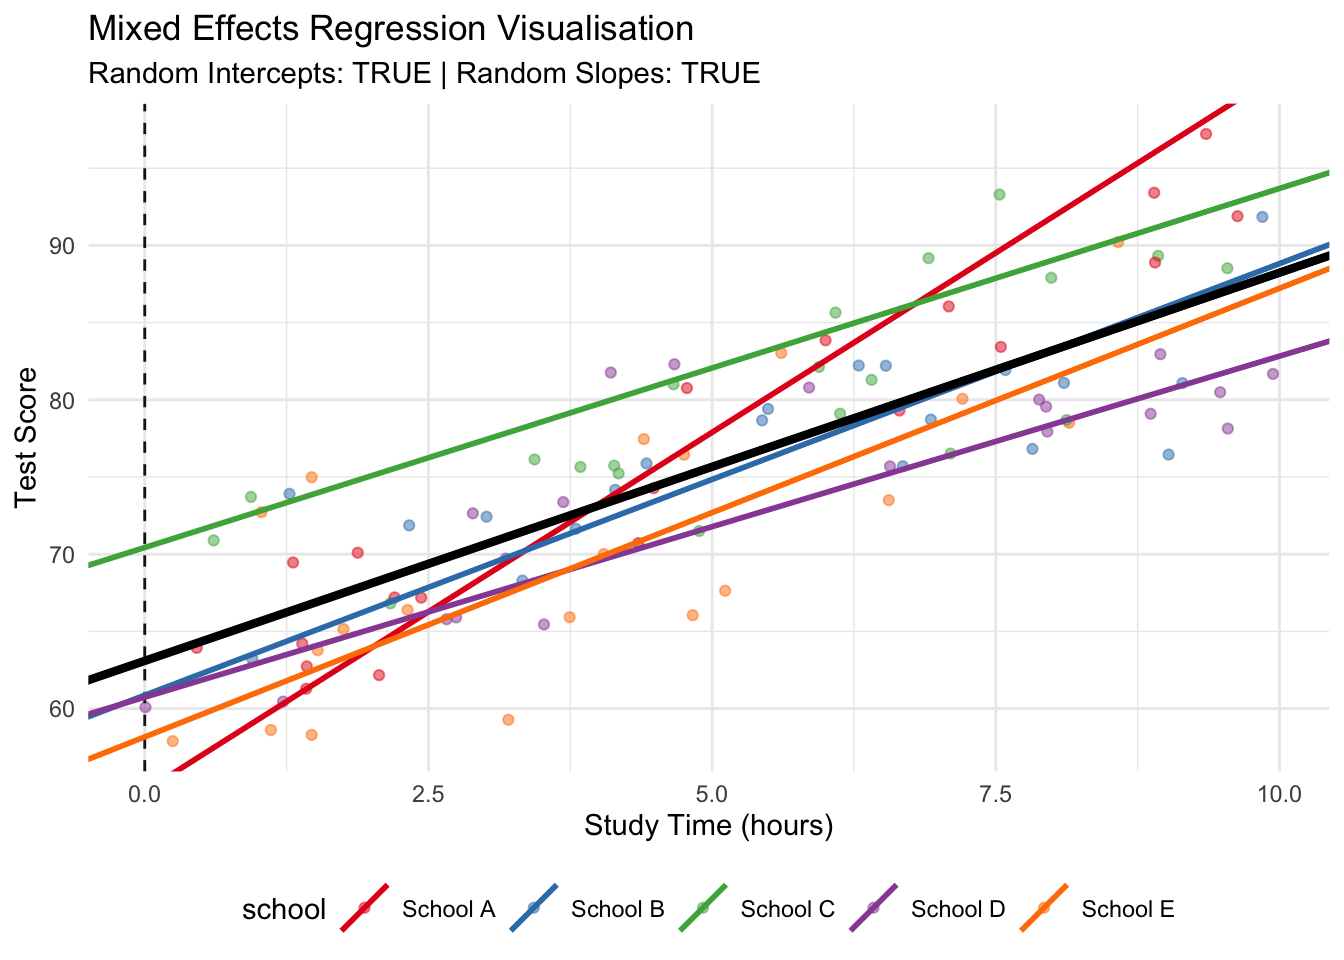 Mixed Effects Regression Visualisation
Random Intercepts: TRUE | Random Slopes: TRUE
Test Score
90
80
70
60
0.0 2.5 5.0 7.5 10.0
Study Time (hours)
school School A School B School C School D School E